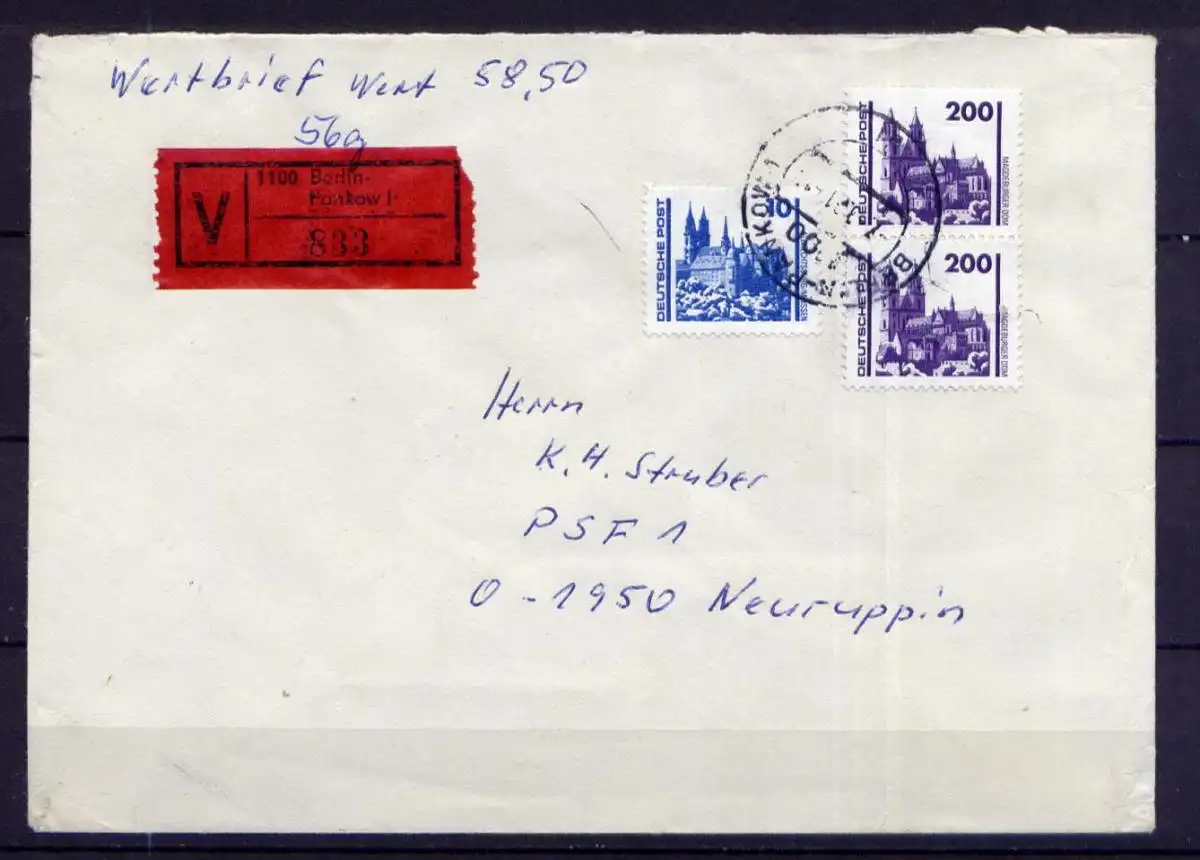 Wertbrief Wert 58,50
56g
V
1100 Berlin-
Pankow 1
833
DEUTSCHE POST
10
DEUTSCHE POST
200
MAGDEBURGER DOM
DEUTSCHE POST
200
MAGDEBURGER DOM
Herrn
K. H. Struber
PSF 1
O-1950 Neuruppin